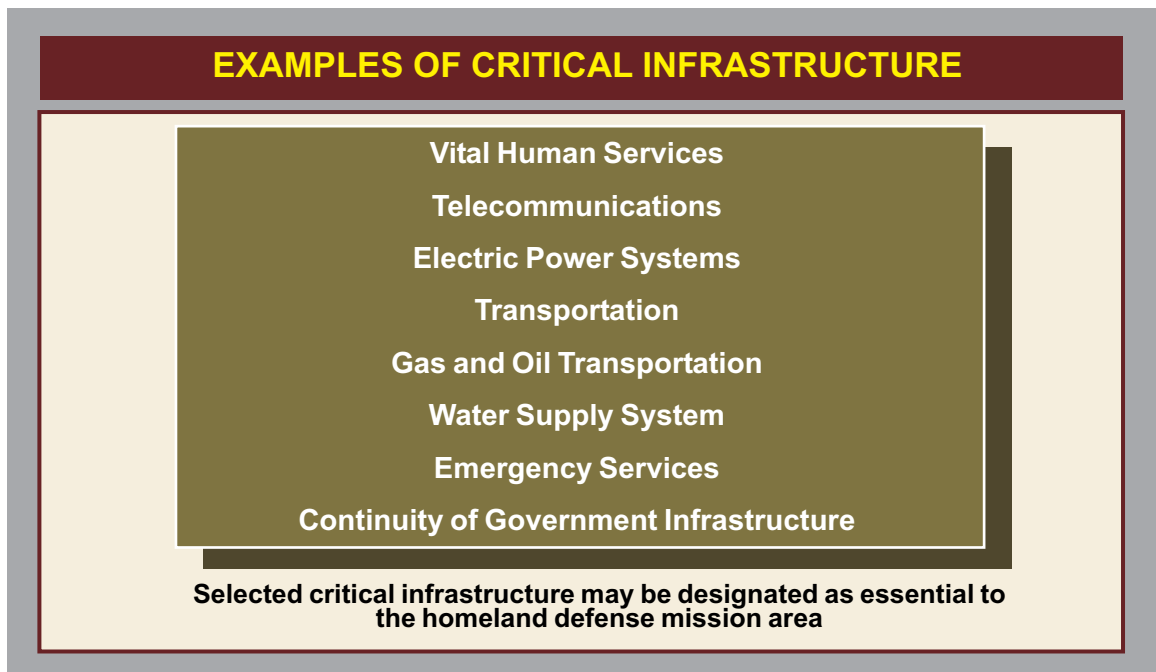 EXAMPLES OF CRITICAL INFRASTRUCTURE
Vital Human Services
Telecommunications
Electric Power Systems
Transportation
Gas and Oil Transportation
Water Supply System
Emergency Services
Continuity of Government Infrastructure
Selected critical infrastructure may be designated as essential to
the homeland defense mission area